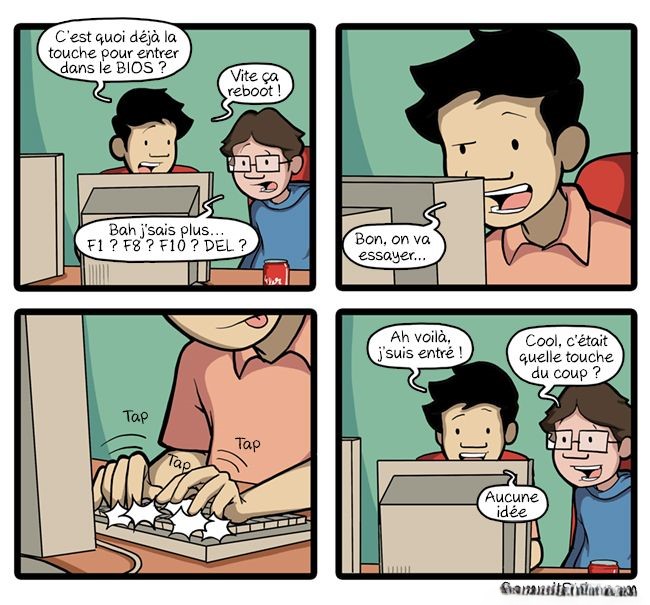 C'est quoi déjà la
touche pour entrer
dans le BIOS ?
Vite ça
reboot !
Bah j'sais plus...
F1 ? F8 ? F10 ? DEL ?
Bon, on va
essayer...
Tap
Tap
Tap
Ah voilà,
j'suis entré !
Cool, c'était
quelle touche
du coup ?
Aucune
idée